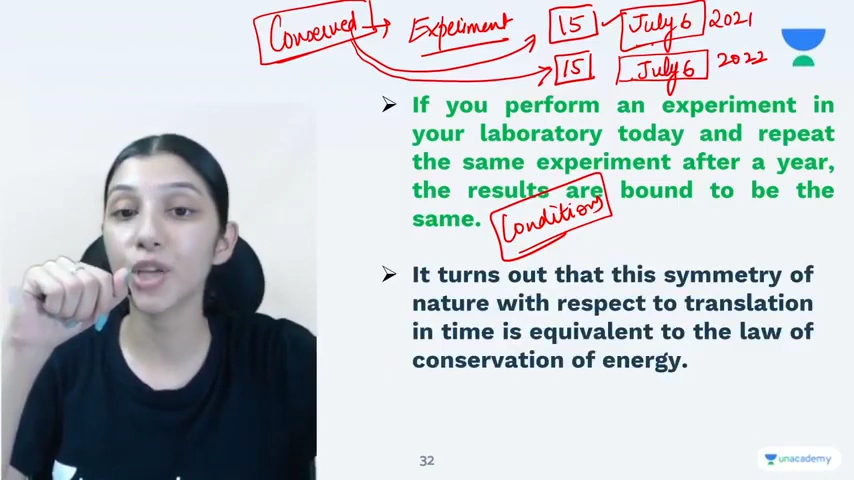 Conserved → Experiment 15 July 6 2021
15 July 6 2022
➢ If you perform an experiment in
your laboratory today and repeat
the same experiment after a year,
the results are bound to be the
same.
Conditions
➢ It turns out that this symmetry of
nature with respect to translation
in time is equivalent to the law of
conservation of energy.
32
unacademy